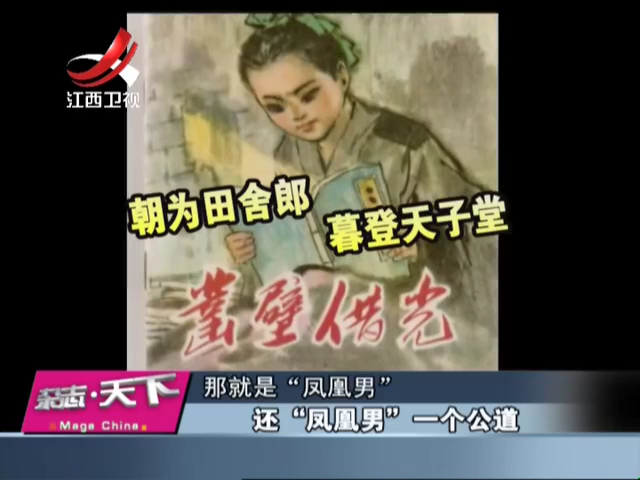 江西卫视
朝为田舍郎
暮登天子堂
凿壁借光
杂志·天下
Maga China
那就是“凤凰男”
还“凤凰男”一个公道